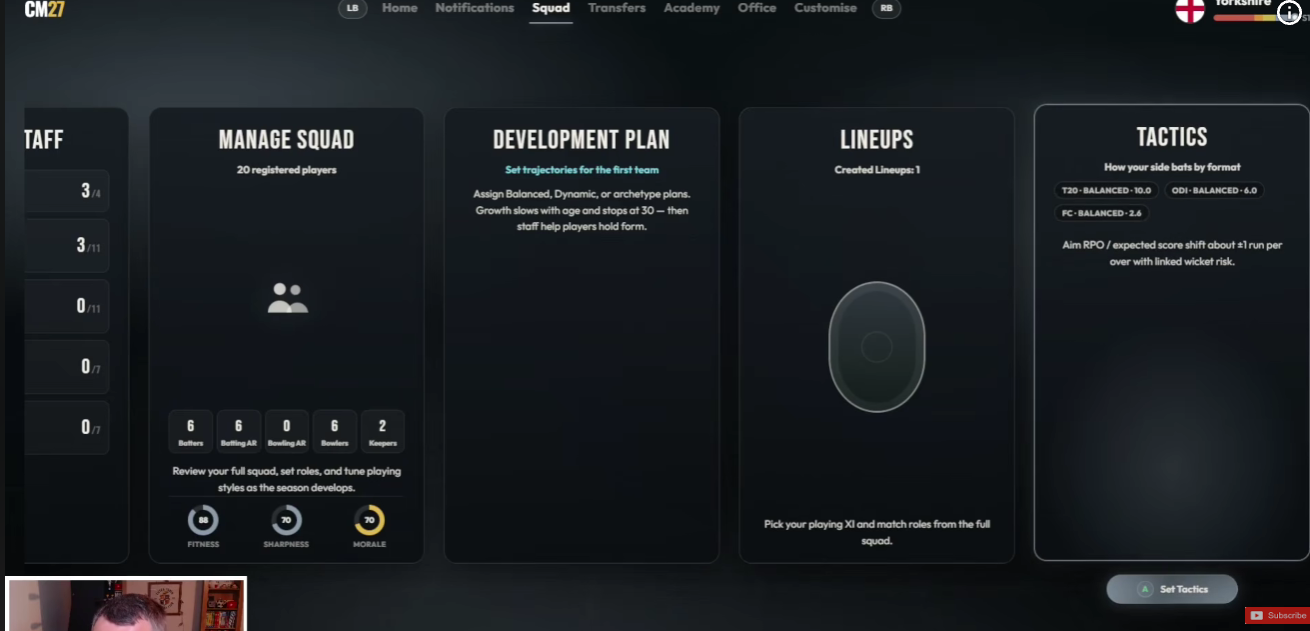 CM27
LB
Home
Notifications
Squad
Transfers
Academy
Office
Customise
RB
Yorkshire
TAFF
3/4
3/11
0/11
0/7
0/7
MANAGE SQUAD
20 registered players
6
Batters
6
Batting AR
0
Bowling AR
6
Bowlers
2
Keepers
Review your full squad, set roles, and tune playing
styles as the season develops.
88
FITNESS
70
SHARPNESS
70
MORALE
DEVELOPMENT PLAN
Set trajectories for the first team
Assign Balanced, Dynamic, or archetype plans.
Growth slows with age and stops at 30 — then
staff help players hold form.
LINEUPS
Created Lineups: 1
Pick your playing XI and match roles from the full
squad.
TACTICS
How your side bats by format
T20 · BALANCED · 10.0
ODI · BALANCED · 6.0
FC · BALANCED · 2.6
Aim RPO / expected score shift about ±1 run per
over with linked wicket risk.
A Set Tactics
Subscribe